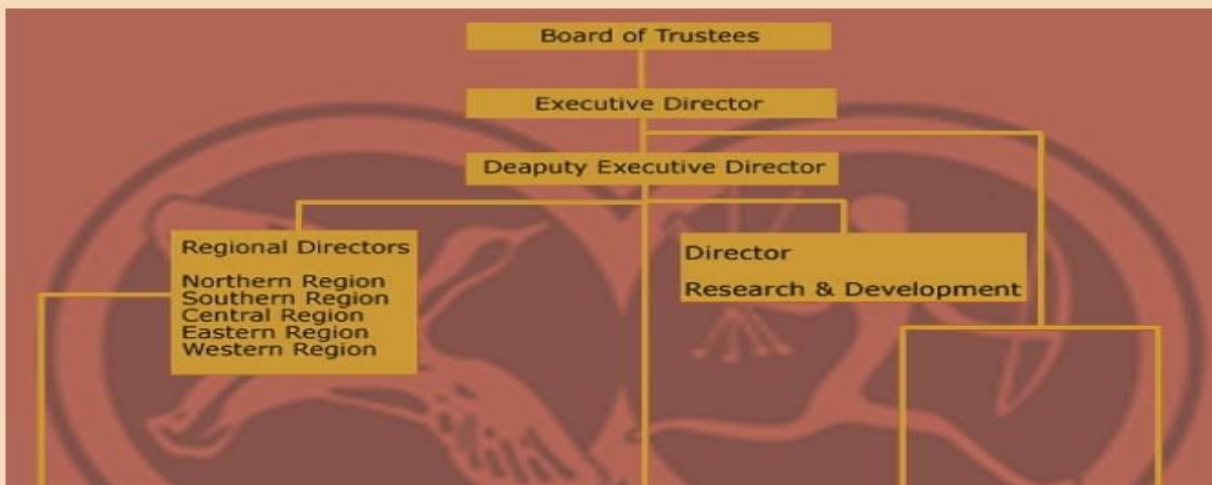 Board of Trustees
Executive Director
Deaputy Executive Director
Regional Directors
Northern Region
Southern Region
Central Region
Eastern Region
Western Region
Director
Research & Development